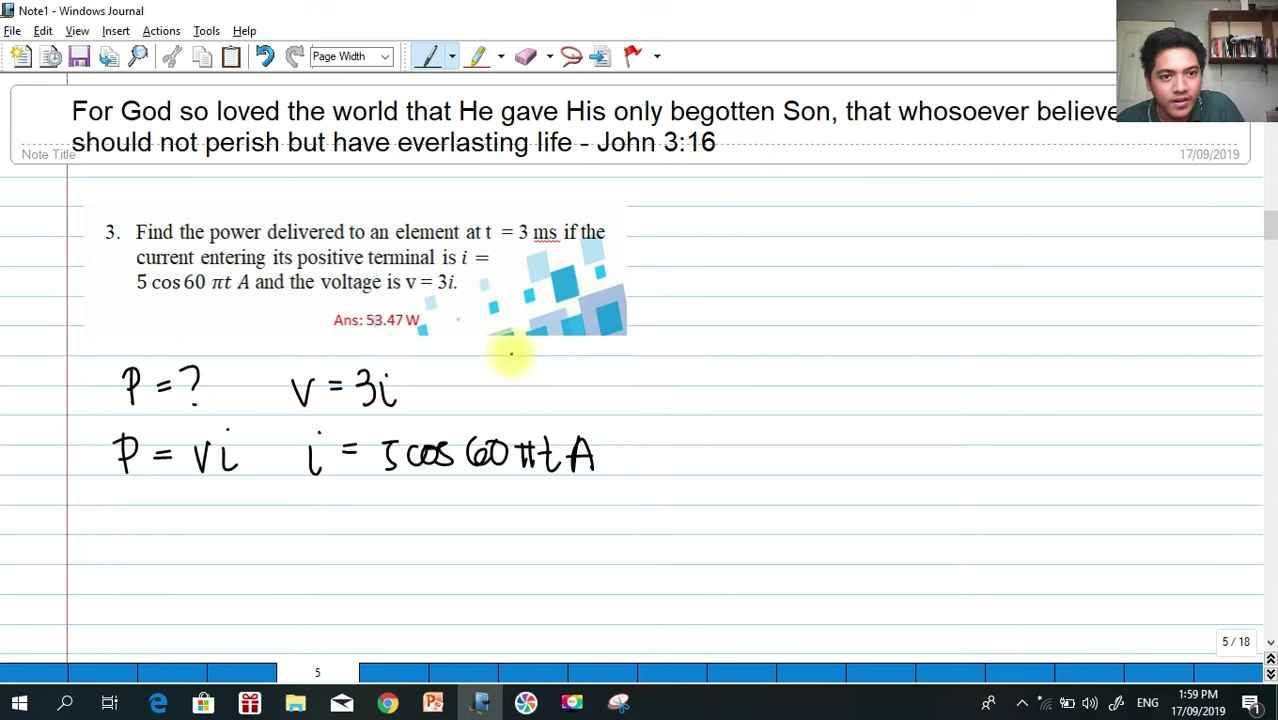 Note1 - Windows Journal
File Edit View Insert Actions Tools Help
Page Width
For God so loved the world that He gave His only begotten Son, that whosoever believe
should not perish but have everlasting life - John 3:16
Note Title
17/09/2019
3. Find the power delivered to an element at t = 3 ms if the
current entering its positive terminal is i =
5 cos 60 πt A and the voltage is v = 3i.
Ans: 53.47 W
P = ? v = 3i
P = vi i = 5 cos 60πt A
5 / 18
5
ENG
1:59 PM
17/09/2019
1